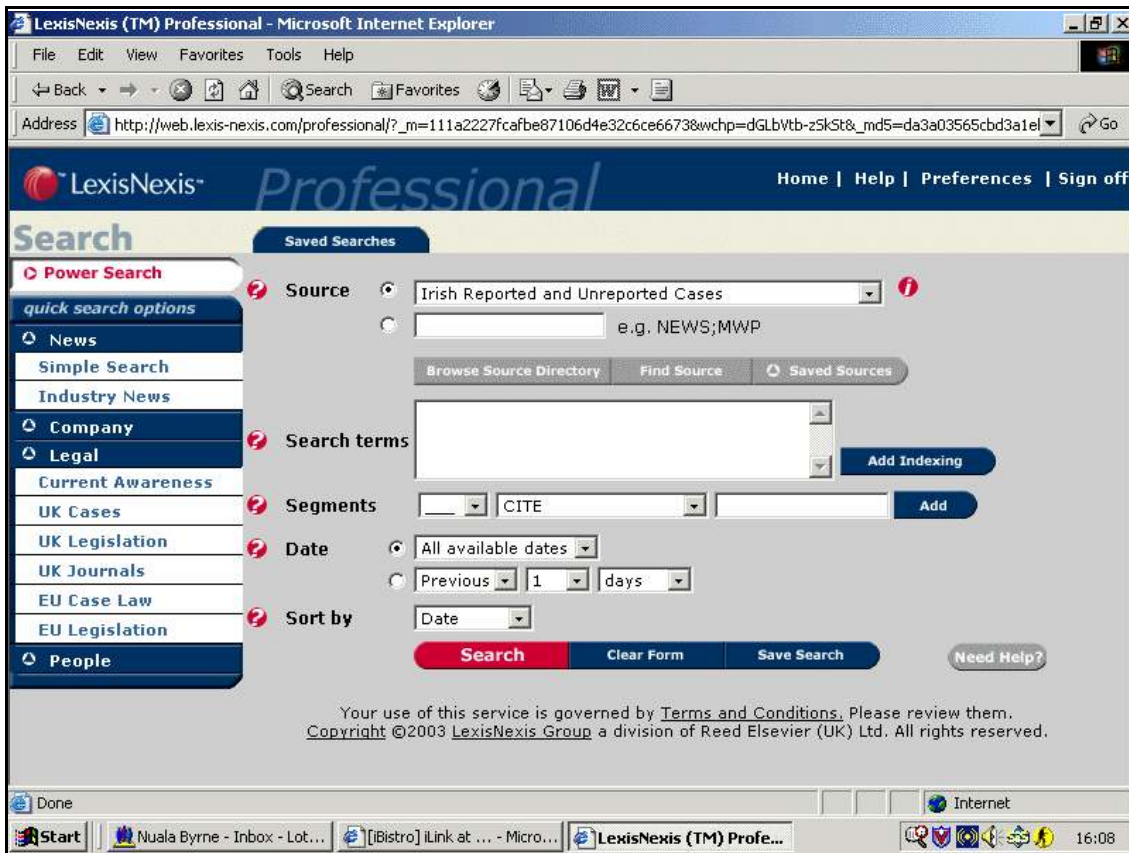 LexisNexis (TM) Professional - Microsoft Internet Explorer
File Edit View Favorites Tools Help
Back Search Favorites
Address http://web.lexis-nexis.com/professional/?_m=111a2227fcafbe87106d4e32c6ce6673&wchp=dGLbVtb-zSkSt&_md5=da3a03565cbd3a1el Go
LexisNexis Professional Home | Help | Preferences | Sign off
Search Saved Searches
Power Search
quick search options
News
Simple Search
Industry News
Company
Legal
Current Awareness
UK Cases
UK Legislation
UK Journals
EU Case Law
EU Legislation
People
Source Irish Reported and Unreported Cases
e.g. NEWS;MWP
Browse Source Directory Find Source Saved Sources
Search terms Add Indexing
Segments ___ CITE Add
Date All available dates
Previous 1 days
Sort by Date
Search Clear Form Save Search Need Help?
Your use of this service is governed by Terms and Conditions. Please review them.
Copyright ©2003 LexisNexis Group a division of Reed Elsevier (UK) Ltd. All rights reserved.
Done Internet
Start Nuala Byrne - Inbox - Lot... [iBistro] iLink at ... - Micro... LexisNexis (TM) Profe... 16:08